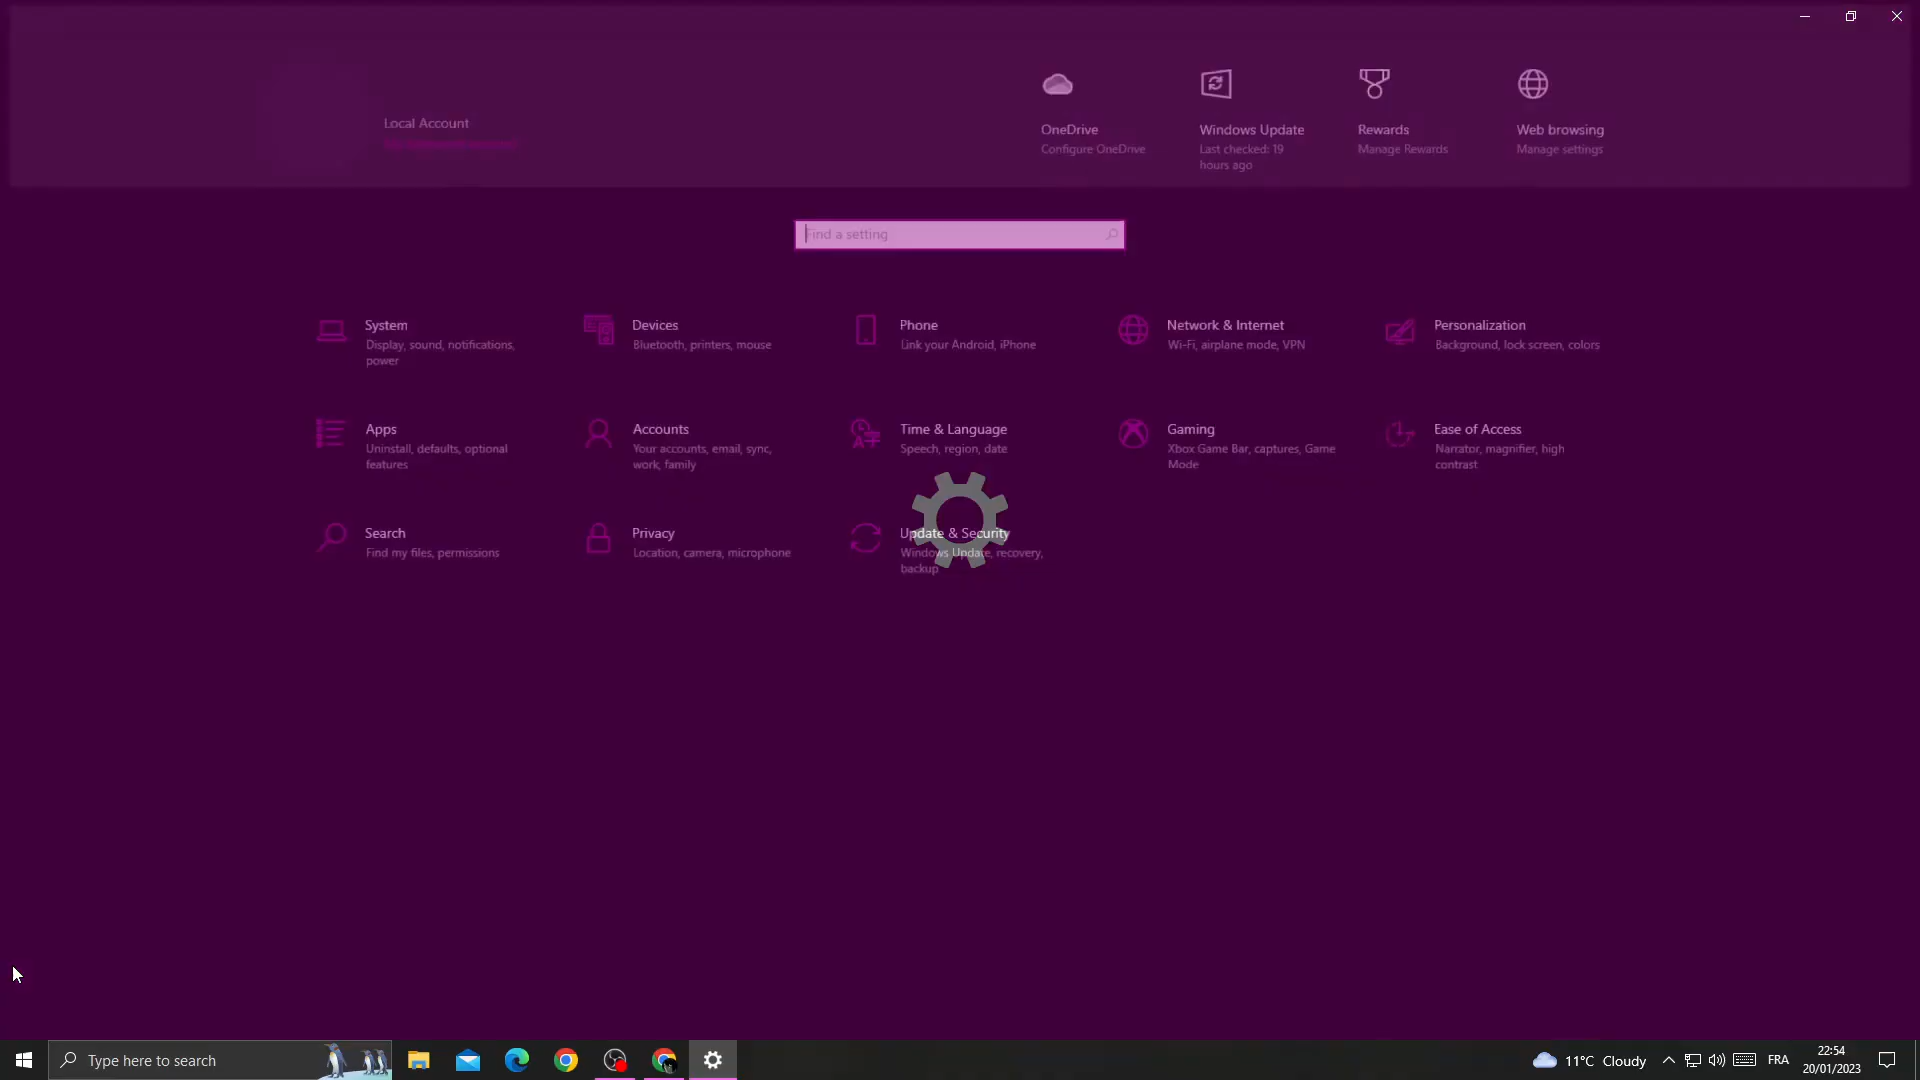 Local Account
OneDrive
Configure OneDrive
Windows Update
Last checked: 19
hours ago
Rewards
Manage Rewards
Web browsing
Manage settings
Find a setting
System
Display, sound, notifications,
power
Devices
Bluetooth, printers, mouse
Phone
Link your Android, iPhone
Network & Internet
Wi-Fi, airplane mode, VPN
Personalization
Background, lock screen, colors
Apps
Uninstall, defaults, optional
features
Accounts
Your accounts, email, sync,
work, family
Time & Language
Speech, region, date
Gaming
Xbox Game Bar, captures, Game
Mode
Ease of Access
Narrator, magnifier, high
contrast
Search
Find my files, permissions
Privacy
Location, camera, microphone
Update & Security
Windows Update, recovery,
backup
Type here to search
11°C Cloudy
FRA
22:54
20/01/2023